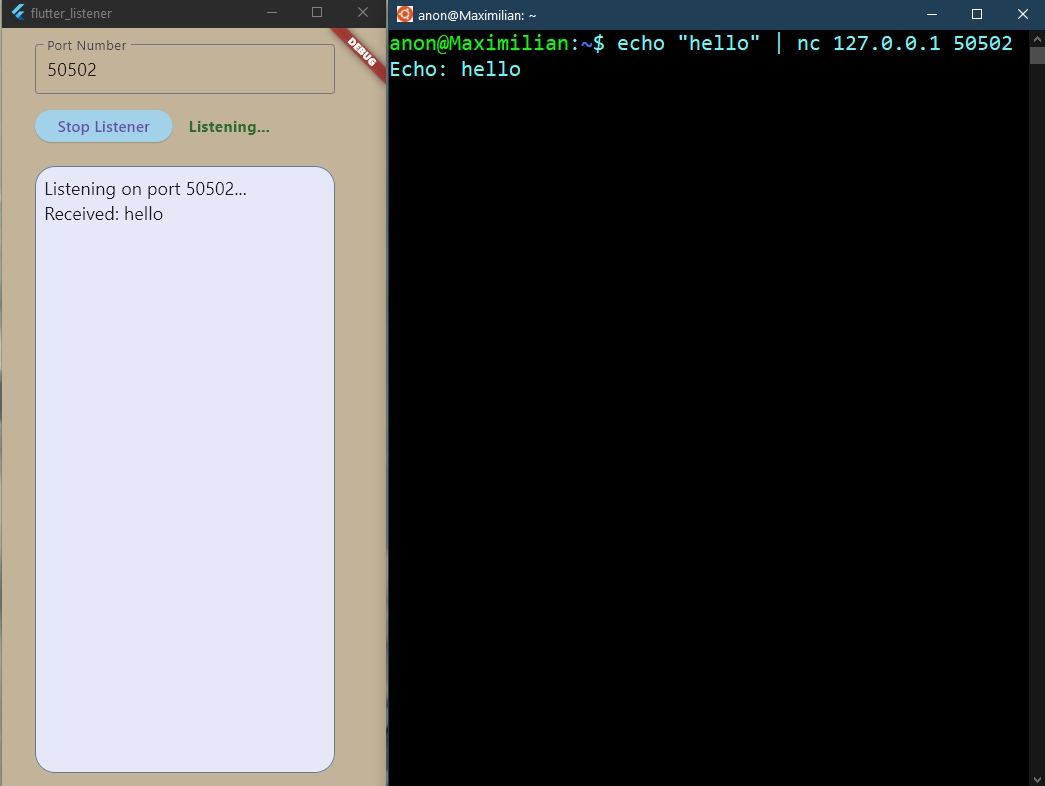 flutter_listener
DEBUG
Port Number
50502
Stop Listener
Listening...
Listening on port 50502...
Received: hello
anon@Maximilian: ~
anon@Maximilian:~$ echo "hello" | nc 127.0.0.1 50502
Echo: hello